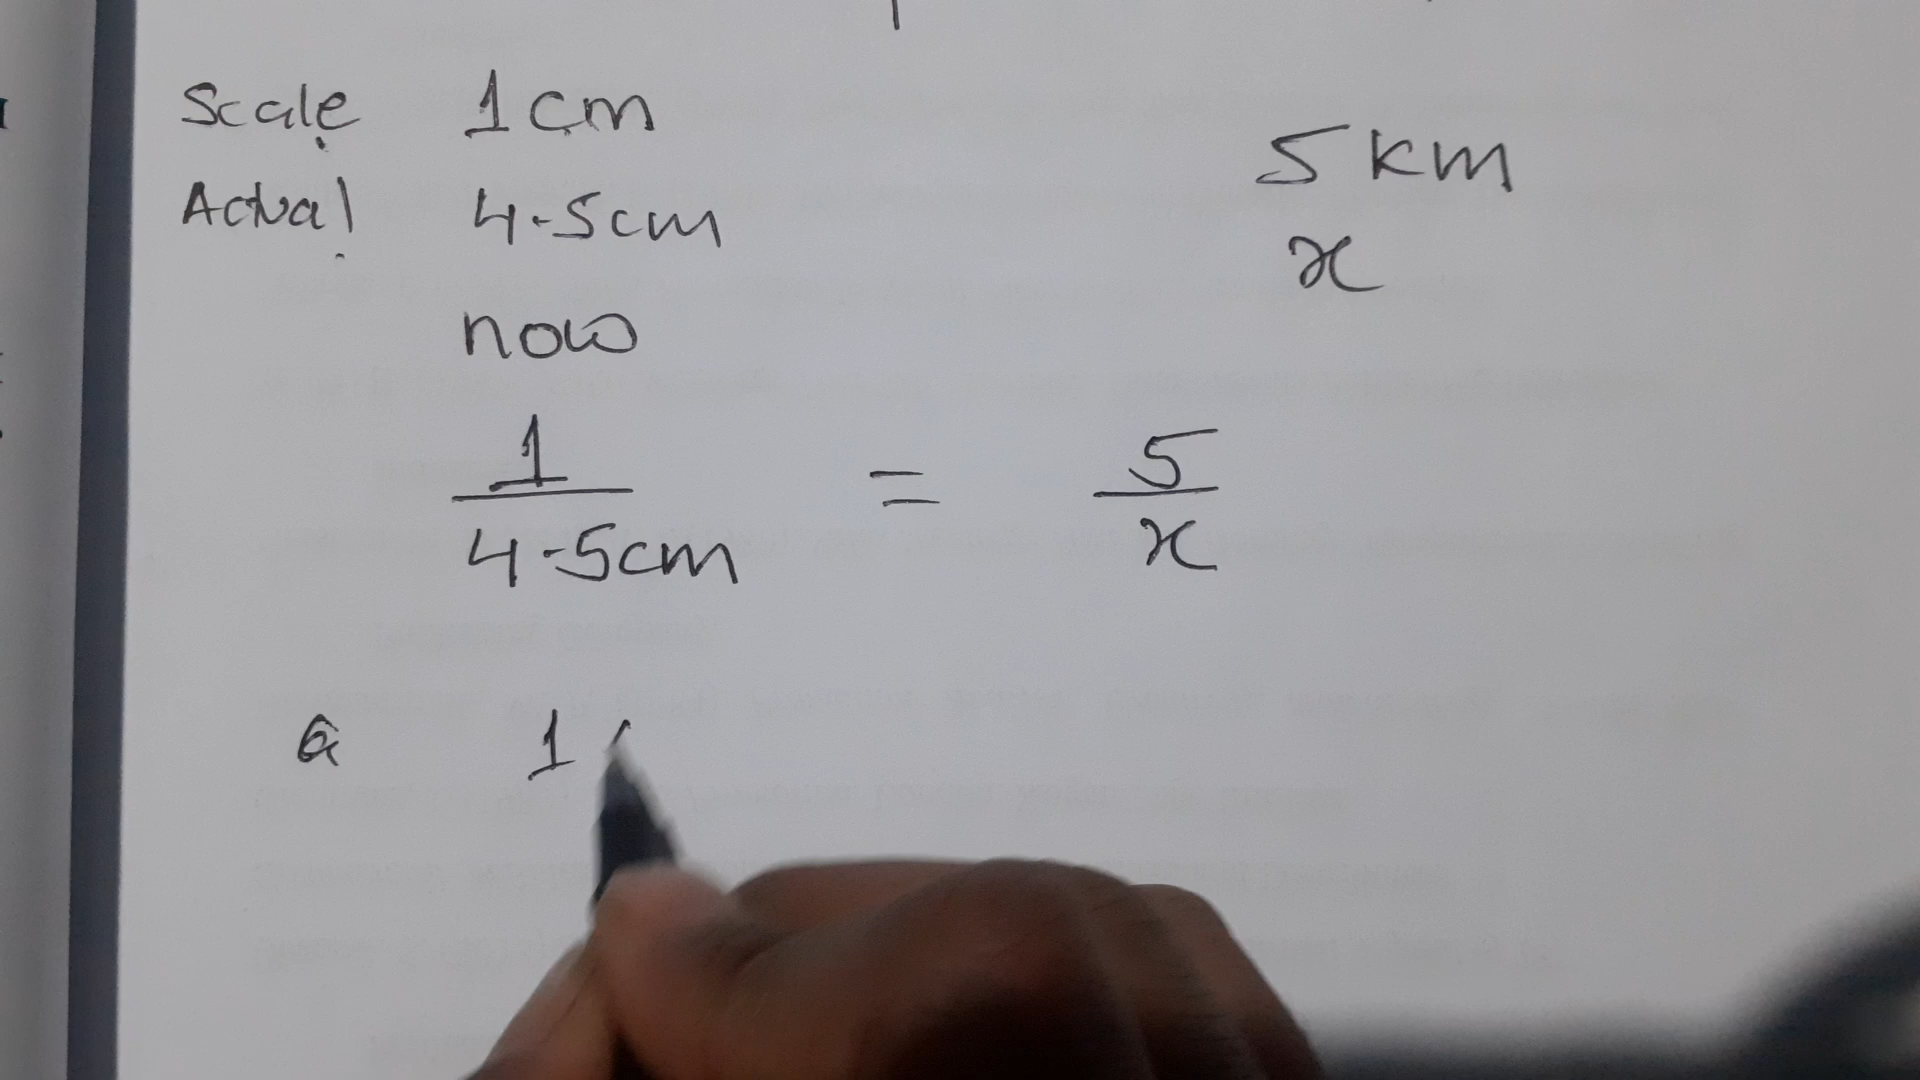 Scale 1cm 5km
Actual 4.5cm x
now
1/4.5cm = 5/x
1